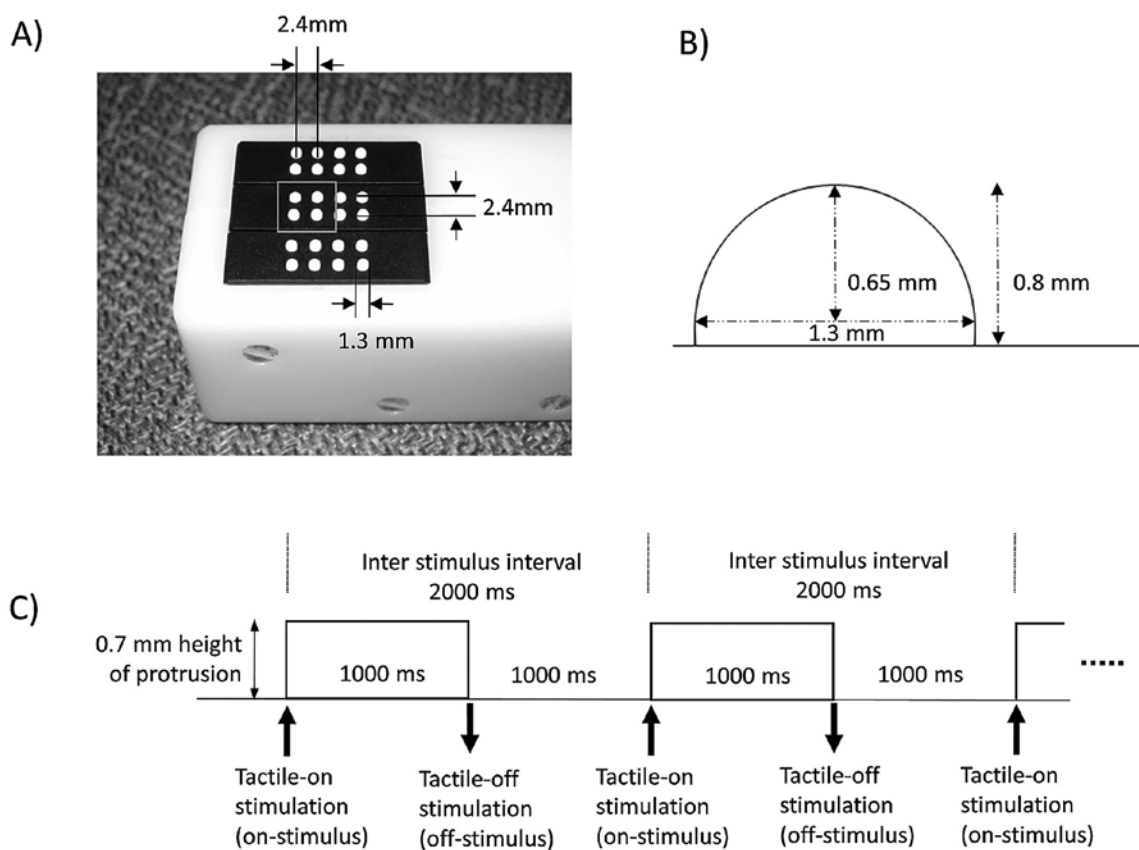 A)
2.4mm
2.4mm
1.3 mm
B)
0.65 mm
0.8 mm
1.3 mm
C)
Inter stimulus interval
2000 ms
Inter stimulus interval
2000 ms
0.7 mm height
of protrusion
1000 ms
1000 ms
1000 ms
1000 ms
Tactile-on
stimulation
(on-stimulus)
Tactile-off
stimulation
(off-stimulus)
Tactile-on
stimulation
(on-stimulus)
Tactile-off
stimulation
(off-stimulus)
Tactile-on
stimulation
(on-stimulus)